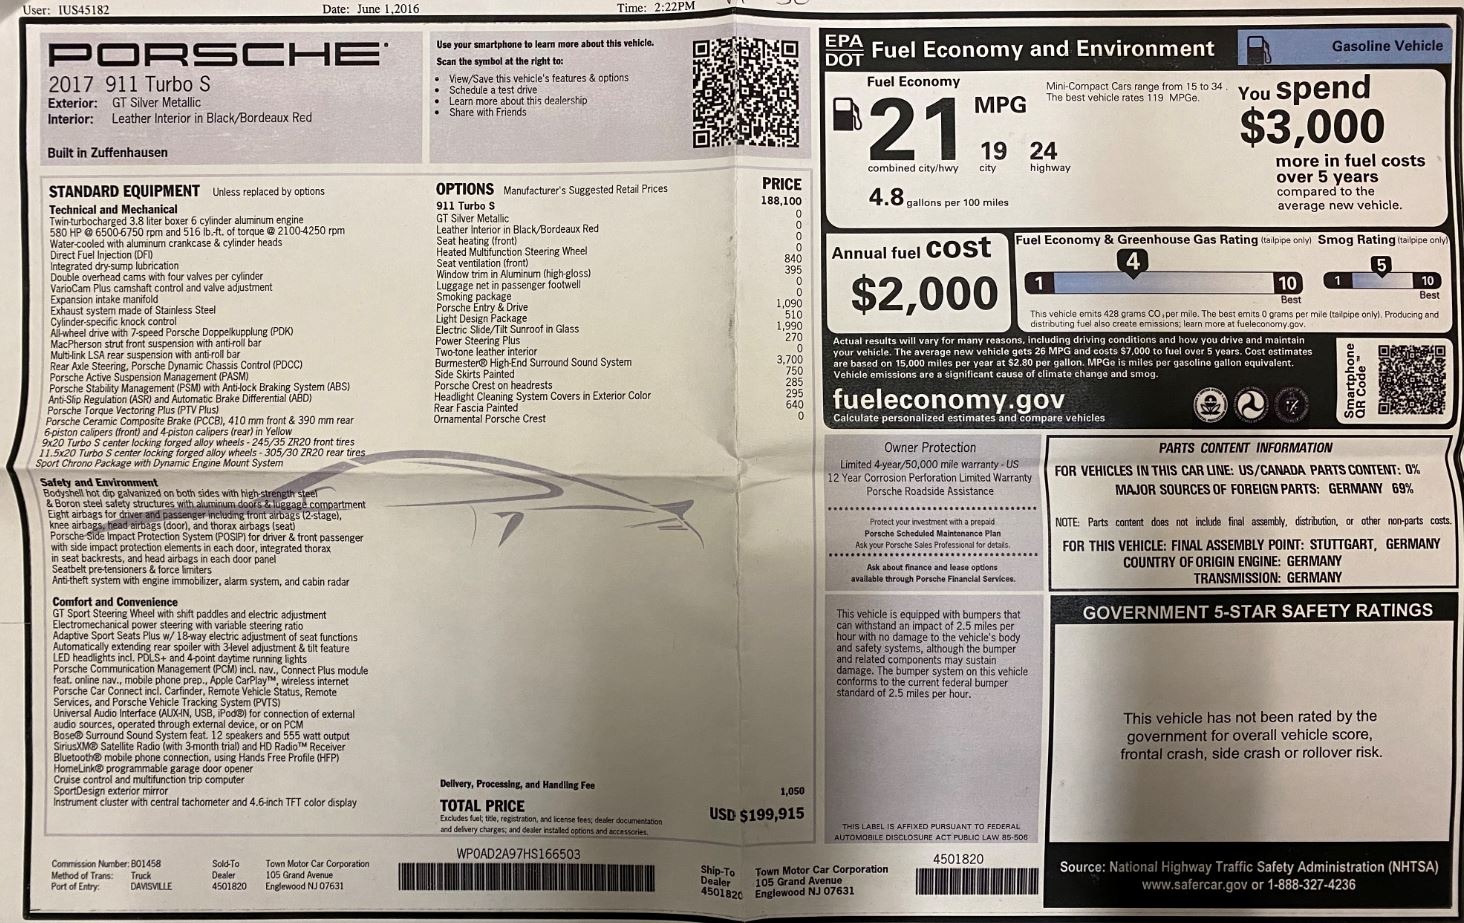 User: IUS45182
Date: June 1,2016
Time: 2:22PM
PORSCHE
2017 911 Turbo S
Exterior: GT Silver Metallic
Interior: Leather Interior in Black/Bordeaux Red
Built in Zuffenhausen
Use your smartphone to learn more about this vehicle.
Scan the symbol at the right to:
• View/Save this vehicle's features & options
• Schedule a test drive
• Learn more about this dealership
• Share with Friends
STANDARD EQUIPMENT Unless replaced by options
Technical and Mechanical
Twin-turbocharged 3.8 liter boxer 6 cylinder aluminum engine
580 HP @ 6500-6750 rpm and 516 lb.-ft. of torque @ 2100-4250 rpm
Water-cooled with aluminum crankcase & cylinder heads
Direct Fuel Injection (DFI)
Integrated dry-sump lubrication
Double overhead cams with four valves per cylinder
VarioCam Plus camshaft control and valve adjustment
Expansion intake manifold
Exhaust system made of Stainless Steel
Cylinder-specific knock control
All-wheel drive with 7-speed Porsche Doppelkupplung (PDK)
MacPherson strut front suspension with anti-roll bar
Multi-link LSA rear suspension with anti-roll bar
Rear Axle Steering, Porsche Dynamic Chassis Control (PDCC)
Porsche Active Suspension Management (PASM)
Porsche Stability Management (PSM) with Anti-lock Braking System (ABS)
Anti-Slip Regulation (ASR) and Automatic Brake Differential (ABD)
Porsche Torque Vectoring Plus (PTV Plus)
Porsche Ceramic Composite Brake (PCCB), 410 mm front & 390 mm rear
6-piston calipers (front) and 4-piston calipers (rear) in Yellow
9x20 Turbo S center locking forged alloy wheels - 245/35 ZR20 front tires
11.5x20 Turbo S center locking forged alloy wheels - 305/30 ZR20 rear tires
Sport Chrono Package with Dynamic Engine Mount System
Safety and Environment
Bodyshell hot dip galvanized on both sides with high-strength steel
& Boron steel safety structures with aluminum doors & luggage compartment
Eight airbags for driver and passenger including front airbags (2-stage),
knee airbags, head airbags (door), and thorax airbags (seat)
Porsche Side Impact Protection System (POSIP) for driver & front passenger
with side impact protection elements in each door, integrated thorax
in seat backrests, and head airbags in each door panel
Seatbelt pre-tensioners & force limiters
Anti-theft system with engine immobilizer, alarm system, and cabin radar
Comfort and Convenience
GT Sport Steering Wheel with shift paddles and electric adjustment
Electromechanical power steering with variable steering ratio
Adaptive Sport Seats Plus w/ 18-way electric adjustment of seat functions
Automatically extending rear spoiler with 3-level adjustment & tilt feature
LED headlights incl. PDLS+ and 4-point daytime running lights
Porsche Communication Management (PCM) incl. nav., Connect Plus module
feat. online nav., mobile phone prep., Apple CarPlay™, wireless internet
Porsche Car Connect incl. Carfinder, Remote Vehicle Status, Remote
Services, and Porsche Vehicle Tracking System (PVTS)
Universal Audio Interface (AUX-IN, USB, iPod®) for connection of external
audio sources, operated through external device, or on PCM
Bose® Surround Sound System feat. 12 speakers and 555 watt output
SiriusXM® Satellite Radio (with 3-month trial) and HD Radio™ Receiver
Bluetooth® mobile phone connection, using Hands Free Profile (HFP)
HomeLink® programmable garage door opener
Cruise control and multifunction trip computer
SportDesign exterior mirror
Instrument cluster with central tachometer and 4.6-inch TFT color display
OPTIONS Manufacturer's Suggested Retail Prices PRICE
911 Turbo S 188,100
GT Silver Metallic 0
Leather Interior in Black/Bordeaux Red 0
Seat heating (front) 0
Heated Multifunction Steering Wheel 0
Seat ventilation (front) 840
Window trim in Aluminum (high-gloss) 395
Luggage net in passenger footwell 0
Smoking package 0
Porsche Entry & Drive 1,090
Light Design Package 510
Electric Slide/Tilt Sunroof in Glass 1,990
Power Steering Plus 270
Two-tone leather interior 0
Burmester® High-End Surround Sound System 3,700
Side Skirts Painted 750
Porsche Crest on headrests 285
Headlight Cleaning System Covers in Exterior Color 295
Rear Fascia Painted 640
Ornamental Porsche Crest 0
Delivery, Processing, and Handling Fee 1,050
TOTAL PRICE USD $199,915
Excludes fuel; title, registration, and license fees; dealer documentation
and delivery charges; and dealer installed options and accessories.
Commission Number: B01458
Method of Trans: Truck
Port of Entry: DAVISVILLE
Sold-To
Dealer
4501820
Town Motor Car Corporation
105 Grand Avenue
Englewood NJ 07631
WP0AD2A97HS166503
Ship-To
Dealer
4501820
Town Motor Car Corporation
105 Grand Avenue
Englewood NJ 07631
4501820
EPA
DOT
Fuel Economy and Environment
Gasoline Vehicle
Fuel Economy
21 MPG
combined city/hwy
19
city
24
highway
4.8 gallons per 100 miles
Mini-Compact Cars range from 15 to 34 .
The best vehicle rates 119 MPGe.
You spend
$3,000
more in fuel costs
over 5 years
compared to the
average new vehicle.
Annual fuel cost
$2,000
Fuel Economy & Greenhouse Gas Rating (tailpipe only)
1
4
10
Best
Smog Rating (tailpipe only)
1
5
10
Best
This vehicle emits 428 grams CO2 per mile. The best emits 0 grams per mile (tailpipe only). Producing and
distributing fuel also create emissions; learn more at fueleconomy.gov.
Actual results will vary for many reasons, including driving conditions and how you drive and maintain
your vehicle. The average new vehicle gets 26 MPG and costs $7,000 to fuel over 5 years. Cost estimates
are based on 15,000 miles per year at $2.80 per gallon. MPGe is miles per gasoline gallon equivalent.
Vehicle emissions are a significant cause of climate change and smog.
fueleconomy.gov
Calculate personalized estimates and compare vehicles
Smartphone
QR Code™
Owner Protection
Limited 4-year/50,000 mile warranty - US
12 Year Corrosion Perforation Limited Warranty
Porsche Roadside Assistance
Protect your investment with a prepaid
Porsche Scheduled Maintenance Plan
Ask your Porsche Sales Professional for details.
Ask about finance and lease options
available through Porsche Financial Services.
This vehicle is equipped with bumpers that
can withstand an impact of 2.5 miles per
hour with no damage to the vehicle's body
and safety systems, although the bumper
and related components may sustain
damage. The bumper system on this vehicle
conforms to the current federal bumper
standard of 2.5 miles per hour.
THIS LABEL IS AFFIXED PURSUANT TO FEDERAL
AUTOMOBILE DISCLOSURE ACT PUBLIC LAW 85-506
PARTS CONTENT INFORMATION
FOR VEHICLES IN THIS CAR LINE: US/CANADA PARTS CONTENT: 0%
MAJOR SOURCES OF FOREIGN PARTS: GERMANY 69%
NOTE: Parts content does not include final assembly, distribution, or other non-parts costs.
FOR THIS VEHICLE: FINAL ASSEMBLY POINT: STUTTGART, GERMANY
COUNTRY OF ORIGIN ENGINE: GERMANY
TRANSMISSION: GERMANY
GOVERNMENT 5-STAR SAFETY RATINGS
This vehicle has not been rated by the
government for overall vehicle score,
frontal crash, side crash or rollover risk.
Source: National Highway Traffic Safety Administration (NHTSA)
www.safercar.gov or 1-888-327-4236